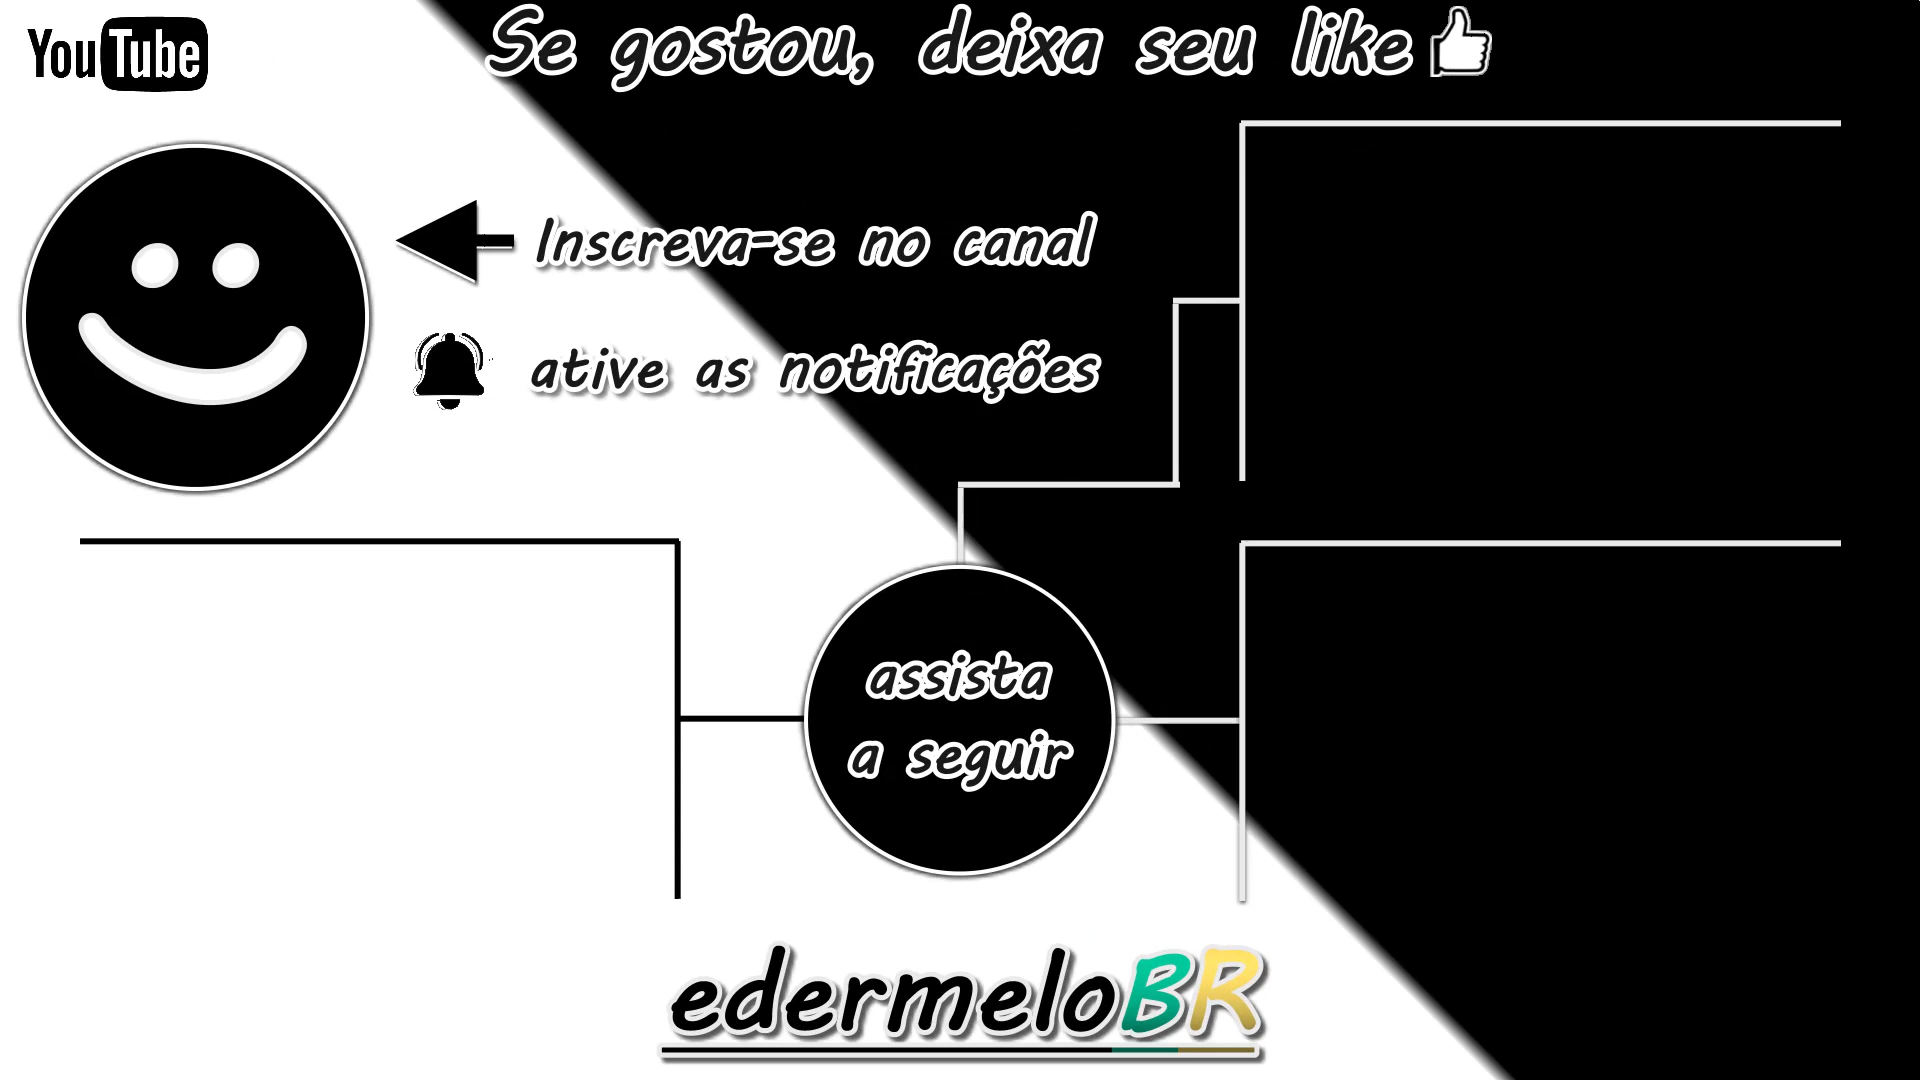 YouTube
Se gostou, deixa seu like
Inscreva-se no canal
ative as notificações
assista
a seguir
edermeloBR